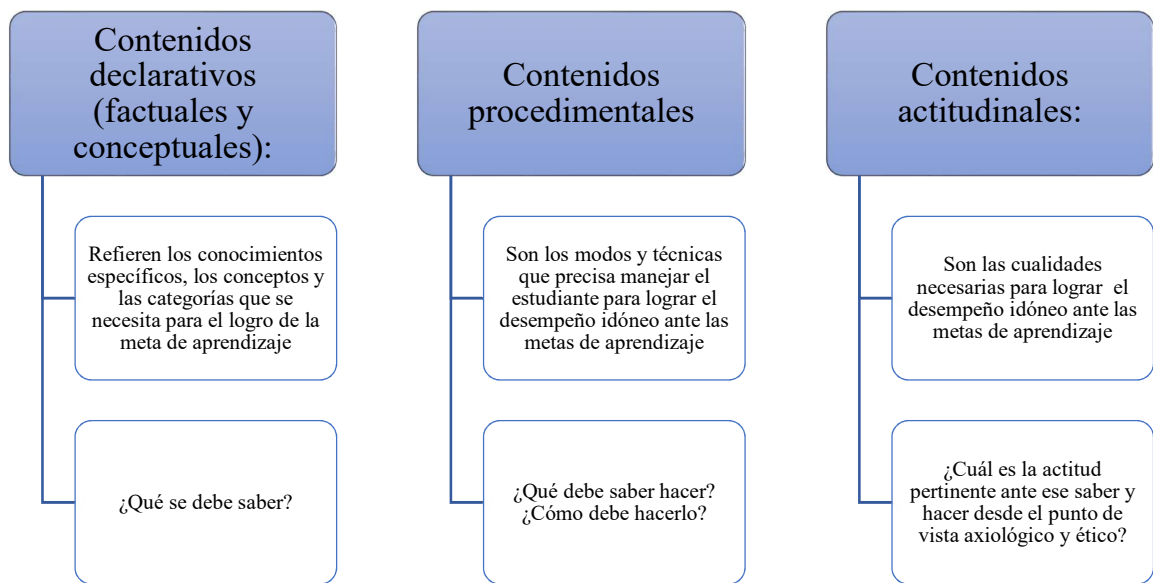 Contenidos
declarativos
(factuales y
conceptuales):
Refieren los conocimientos
específicos, los conceptos y
las categorías que se
necesita para el logro de la
meta de aprendizaje
¿Qué se debe saber?
Contenidos
procedimentales
Son los modos y técnicas
que precisa manejar el
estudiante para lograr el
desempeño idóneo ante las
metas de aprendizaje
¿Qué debe saber hacer?
¿Cómo debe hacerlo?
Contenidos
actitudinales:
Son las cualidades
necesarias para lograr  el
desempeño idóneo ante las
metas de aprendizaje
¿Cuál es la actitud
pertinente ante ese saber y
hacer desde el punto de
vista axiológico y ético?